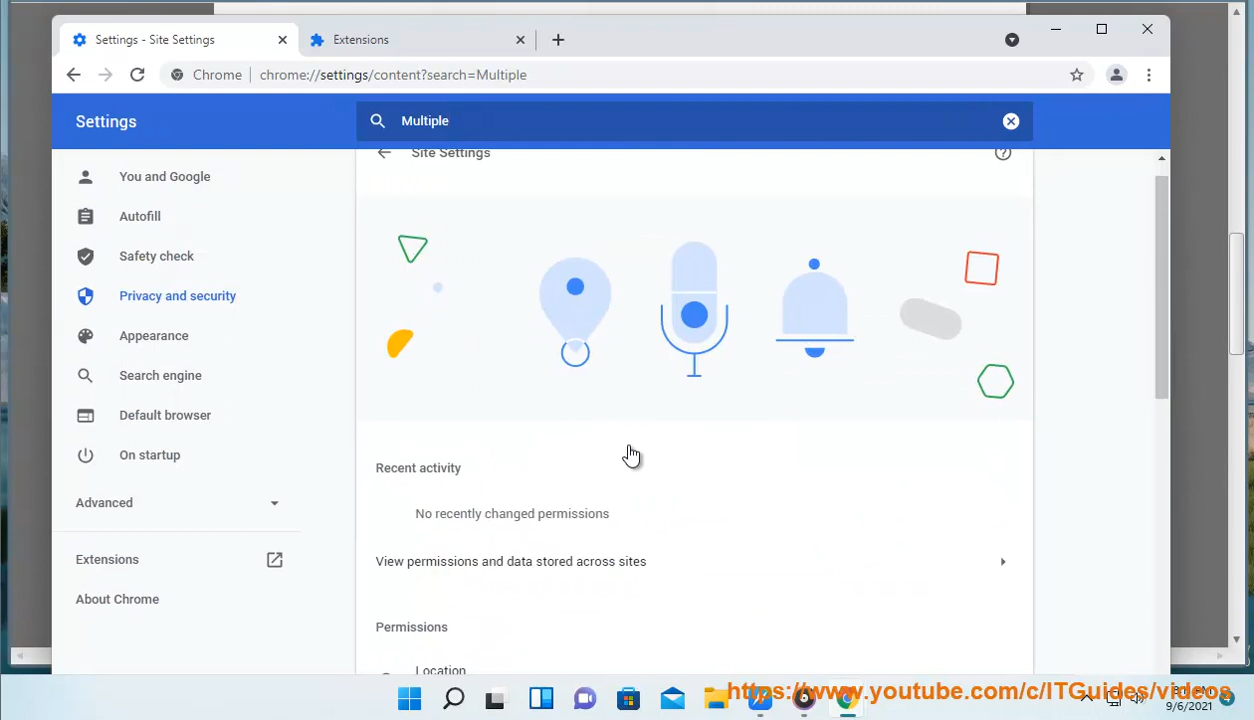 Settings - Site Settings
Extensions
Chrome
chrome://settings/content?search=Multiple
Settings
Multiple
Site Settings
You and Google
Autofill
Safety check
Privacy and security
Appearance
Search engine
Default browser
On startup
Advanced
Extensions
About Chrome
Recent activity
No recently changed permissions
View permissions and data stored across sites
Permissions
Location
https://www.youtube.com/c/ITGuides/videos
9/6/2021